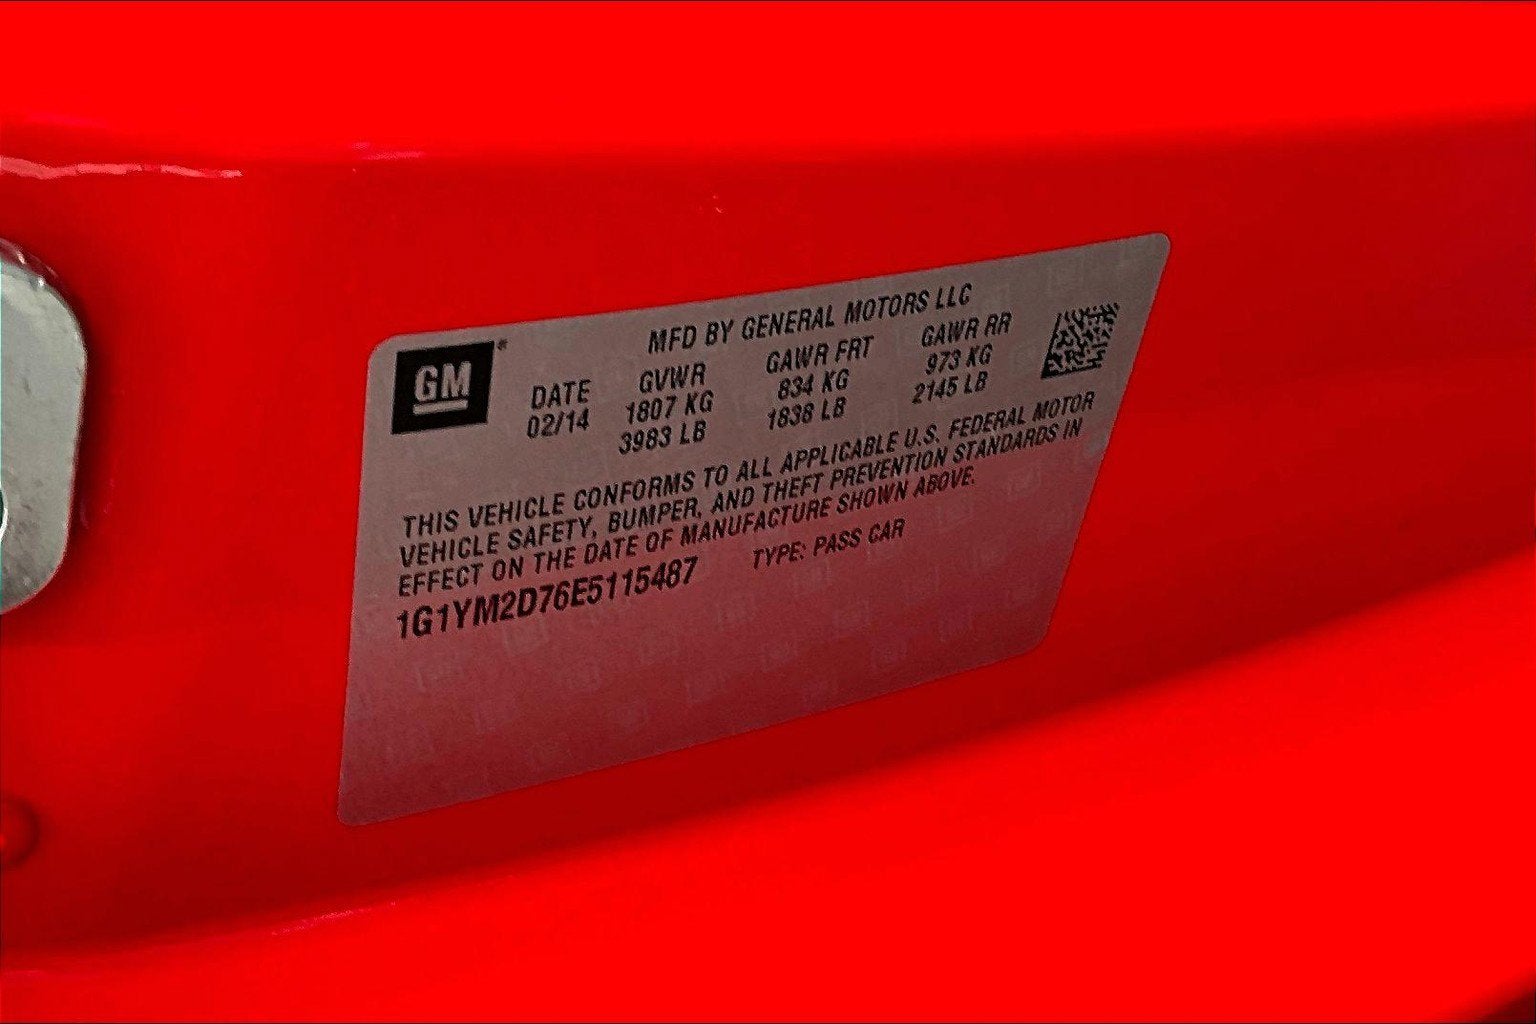 MFD BY GENERAL MOTORS LLC
GM®
DATE GVWR GAWR FRT GAWR RR
02/14 1807 KG 834 KG 973 KG
3983 LB 1838 LB 2145 LB
THIS VEHICLE CONFORMS TO ALL APPLICABLE U.S. FEDERAL MOTOR
VEHICLE SAFETY, BUMPER, AND THEFT PREVENTION STANDARDS IN
EFFECT ON THE DATE OF MANUFACTURE SHOWN ABOVE.
1G1YM2D76E5115487 TYPE: PASS CAR